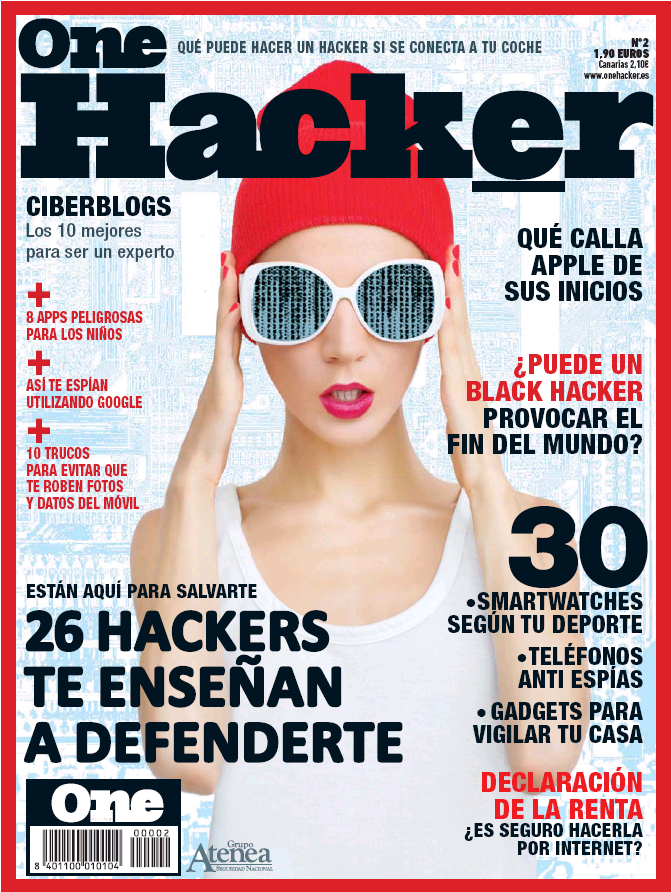 One
QUÉ PUEDE HACER UN HACKER SI SE CONECTA A TU COCHE
Nº2
1,90 EUROS
Canarias 2,10€
www.onehacker.es
Hacker
CIBERBLOGS
Los 10 mejores
para ser un experto
+
8 APPS PELIGROSAS
PARA LOS NIÑOS
+
ASÍ TE ESPÍAN
UTILIZANDO GOOGLE
+
10 TRUCOS
PARA EVITAR QUE
TE ROBEN FOTOS
Y DATOS DEL MÓVIL
QUÉ CALLA
APPLE DE
SUS INICIOS
¿PUEDE UN
BLACK HACKER
PROVOCAR EL
FIN DEL MUNDO?
30
•SMARTWATCHES
SEGÚN TU DEPORTE
•TELÉFONOS
ANTI ESPÍAS
• GADGETS PARA
VIGILAR TU CASA
DECLARACIÓN
DE LA RENTA
¿ES SEGURO HACERLA
POR INTERNET?
ESTÁN AQUÍ PARA SALVARTE
26 HACKERS
TE ENSEÑAN
A DEFENDERTE
One
00002
8 401100 010104
Grupo
Atenea
SEGURIDAD NACIONAL